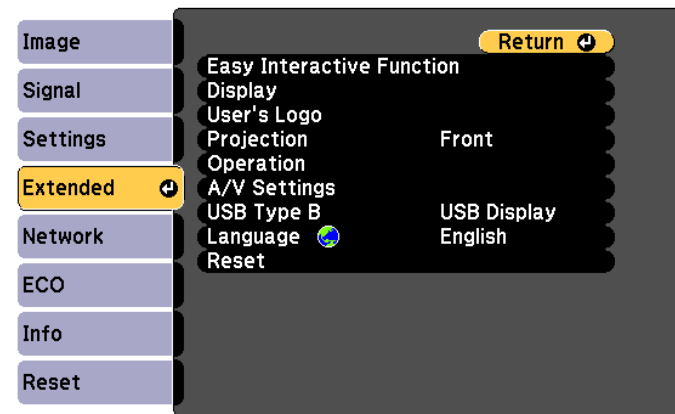 Image
Signal
Settings
Extended
Network
ECO
Info
Reset
Return
Easy Interactive Function
Display
User's Logo
Projection Front
Operation
A/V Settings
USB Type B USB Display
Language English
Reset